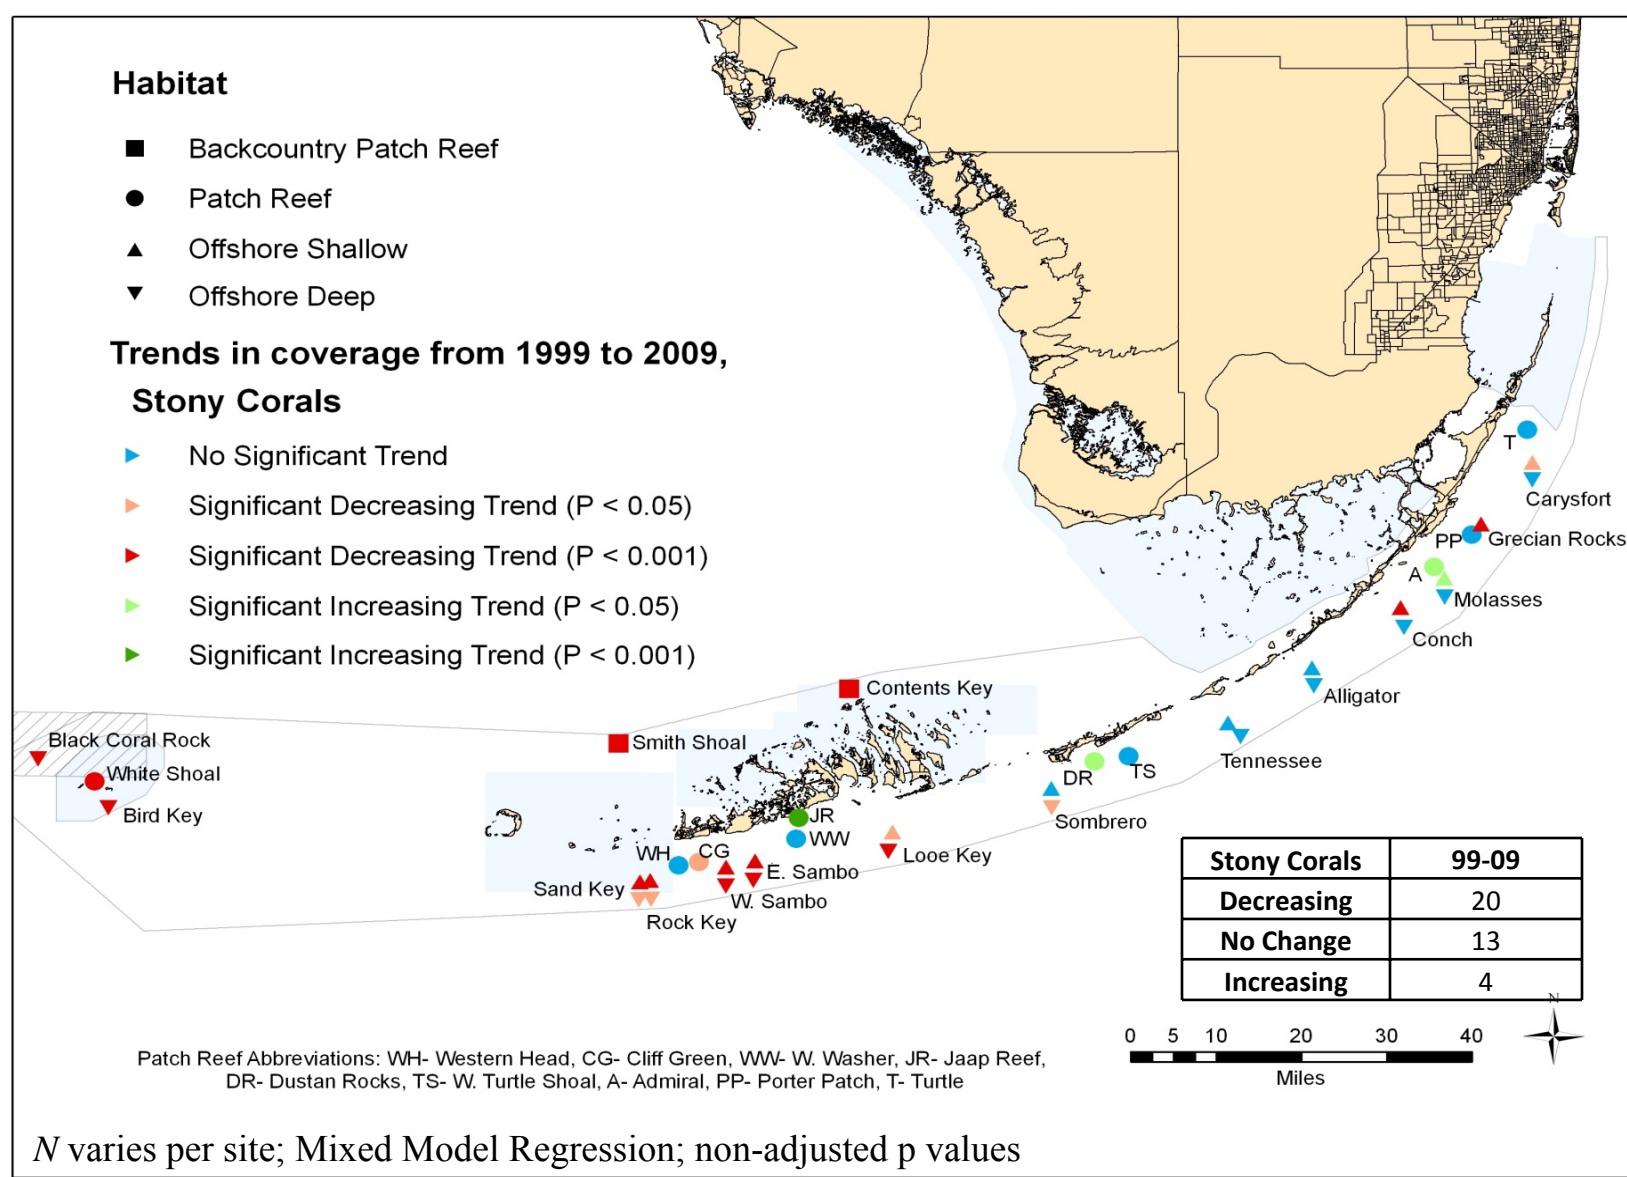 Habitat
Backcountry Patch Reef
Patch Reef
Offshore Shallow
Offshore Deep
Trends in coverage from 1999 to 2009,
Stony Corals
No Significant Trend
Significant Decreasing Trend (P < 0.05)
Significant Decreasing Trend (P < 0.001)
Significant Increasing Trend (P < 0.05)
Significant Increasing Trend (P < 0.001)
T
Carysfort
PP
Grecian Rocks
A
Molasses
Conch
Alligator
Tennessee
Contents Key
Smith Shoal
Black Coral Rock
White Shoal
Bird Key
DR
TS
Sombrero
JR
WW
WH
CG
Looe Key
E. Sambo
Sand Key
W. Sambo
Rock Key
Stony Corals 99-09
Decreasing 20
No Change 13
Increasing 4
N
0 5 10 20 30 40
Miles
Patch Reef Abbreviations: WH- Western Head, CG- Cliff Green, WW- W. Washer, JR- Jaap Reef,
DR- Dustan Rocks, TS- W. Turtle Shoal, A- Admiral, PP- Porter Patch, T- Turtle
N varies per site; Mixed Model Regression; non-adjusted p values